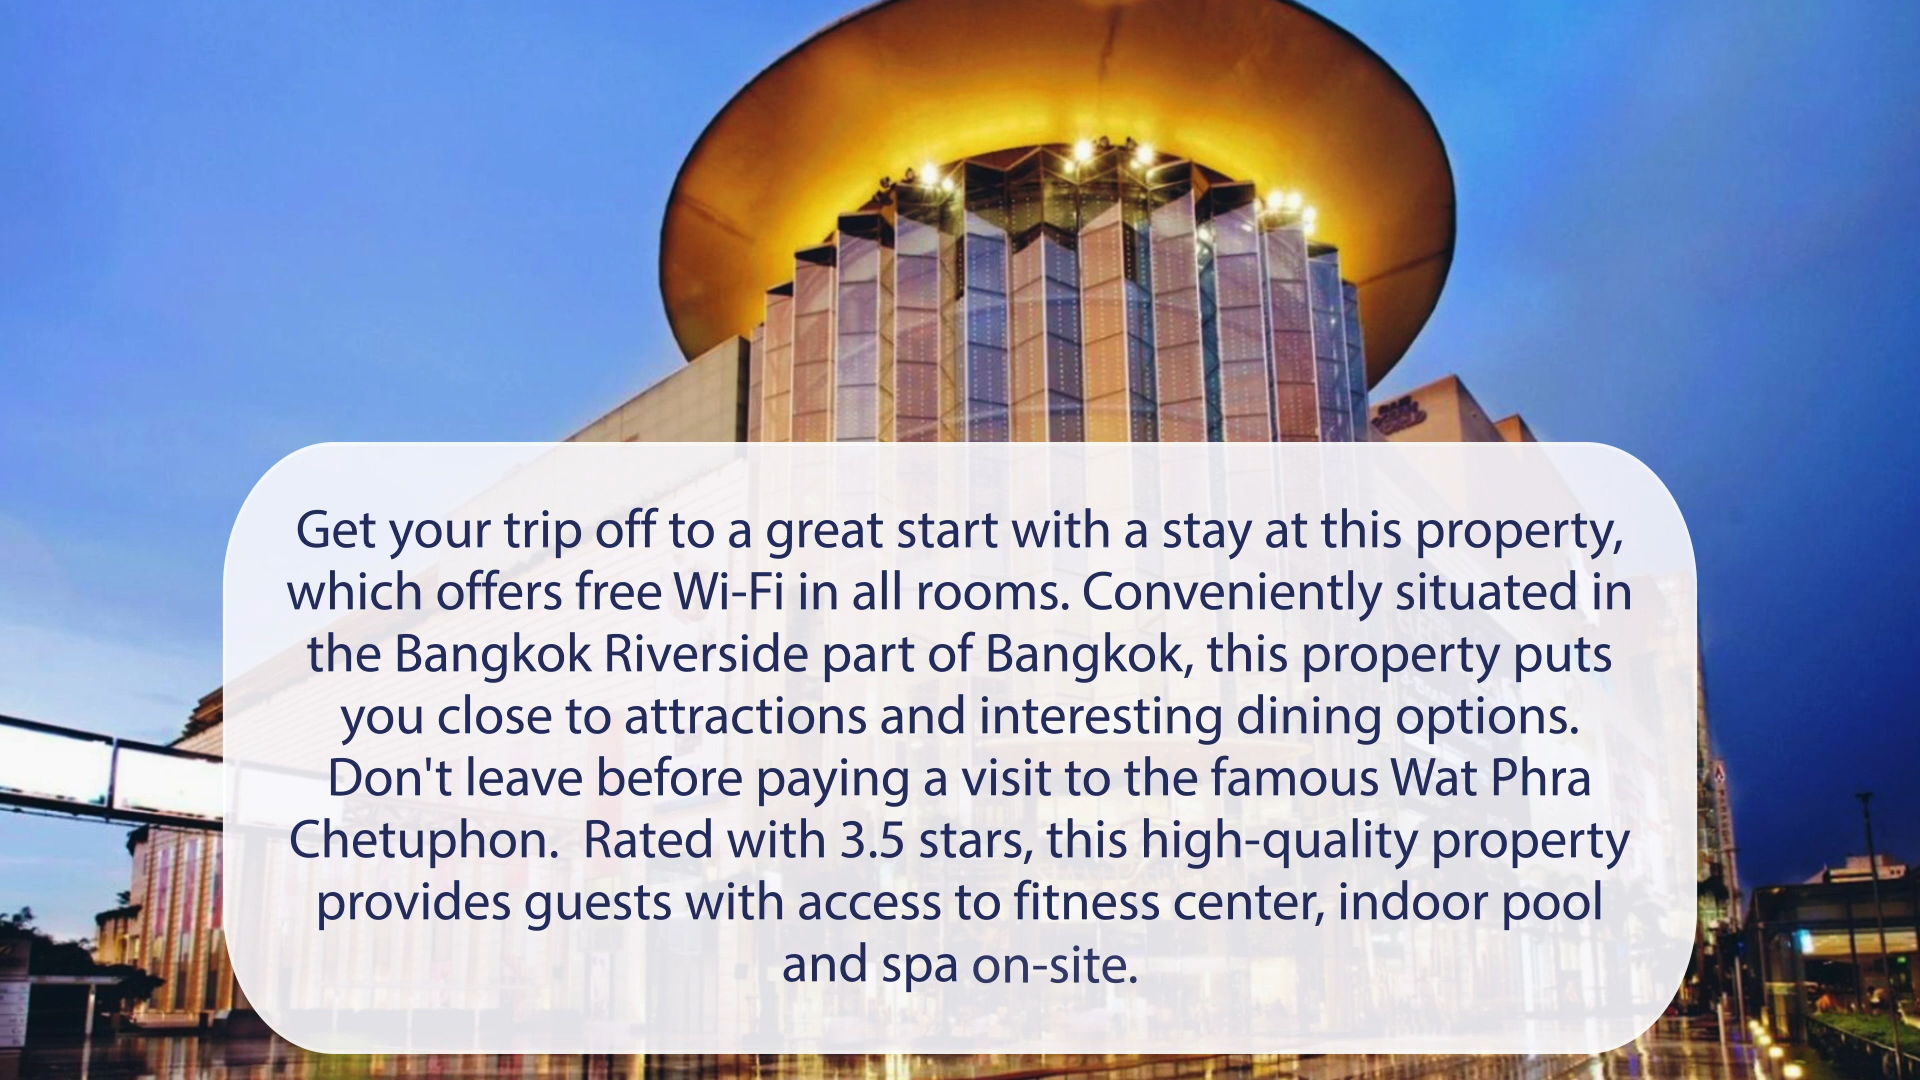 Get your trip off to a great start with a stay at this property,
which offers free Wi-Fi in all rooms. Conveniently situated in
the Bangkok Riverside part of Bangkok, this property puts
you close to attractions and interesting dining options.
Don't leave before paying a visit to the famous Wat Phra
Chetuphon.  Rated with 3.5 stars, this high-quality property
provides guests with access to fitness center, indoor pool
and spa on-site.